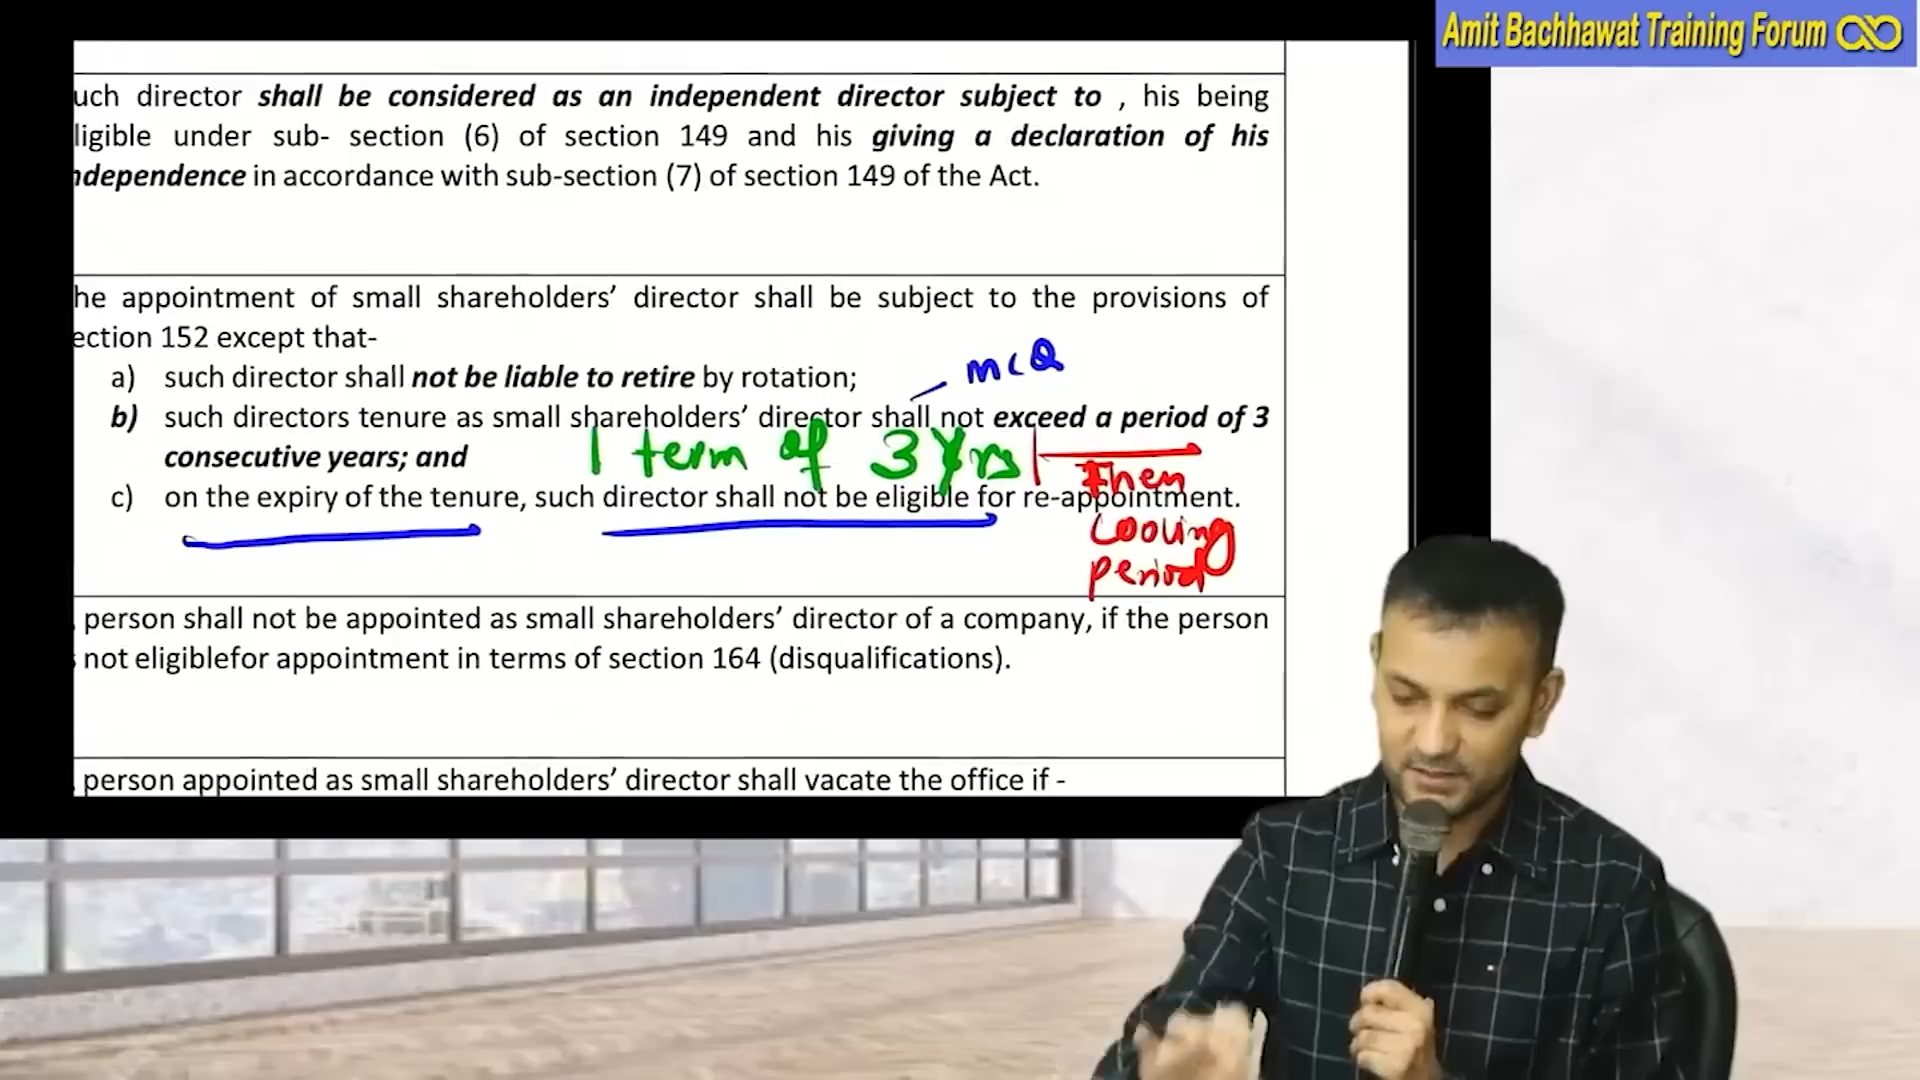 Amit Bachhawat Training Forum
uch director shall be considered as an independent director subject to , his being
ligible under sub- section (6) of section 149 and his giving a declaration of his
ndependence in accordance with sub-section (7) of section 149 of the Act.
he appointment of small shareholders' director shall be subject to the provisions of
ection 152 except that-
MCQ
a) such director shall not be liable to retire by rotation;
b) such directors tenure as small shareholders' director shall not exceed a period of 3
consecutive years; and
1 term of 3 Yrs
Then
c) on the expiry of the tenure, such director shall not be eligible for re-appointment.
cooling
period
person shall not be appointed as small shareholders' director of a company, if the person
not eligiblefor appointment in terms of section 164 (disqualifications).
person appointed as small shareholders' director shall vacate the office if -